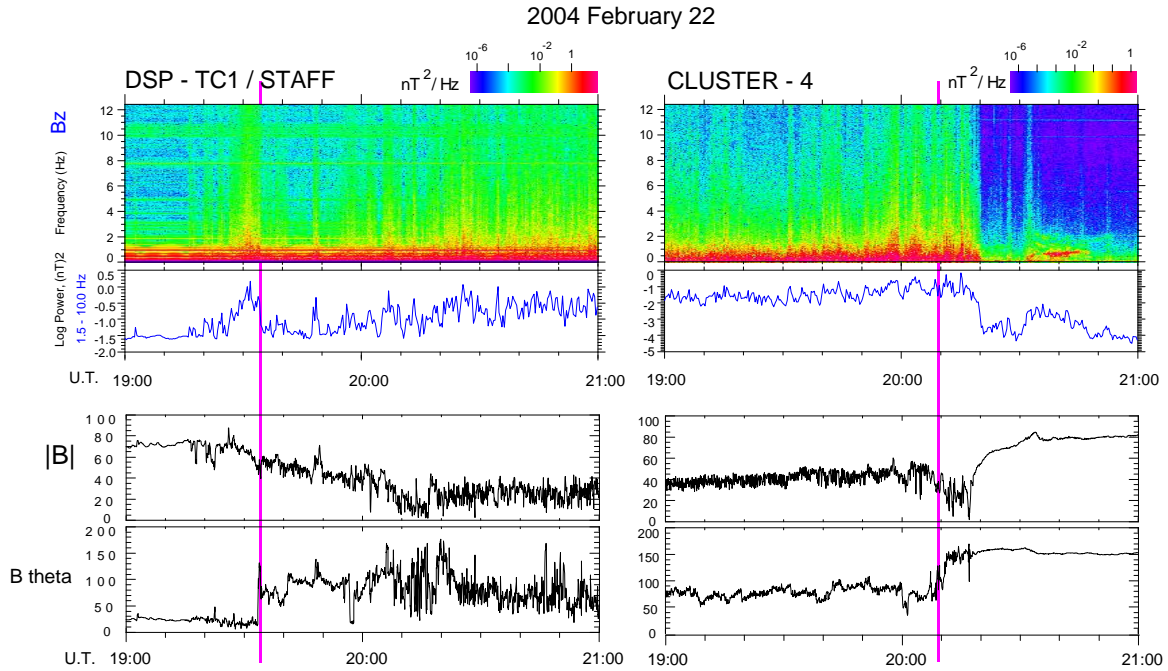 2004 February 22
DSP - TC1 / STAFF
nT2/ Hz
10-6 10-2 1
CLUSTER - 4
nT2/ Hz
10-6 10-2 1
Bz
Frequency (Hz)
12
10
8
6
4
2
0
12
10
8
6
4
2
0
Log Power, (nT)2
1.5 - 10.0 Hz
0.5
0.0
-0.5
-1.0
-1.5
-2.0
0
-1
-2
-3
-4
-5
U.T. 19:00 20:00 21:00
19:00 20:00 21:00
|B|
100
80
60
40
20
0
100
80
60
40
20
0
B theta
200
150
100
50
0
200
150
100
50
0
U.T. 19:00 20:00 21:00
19:00 20:00 21:00